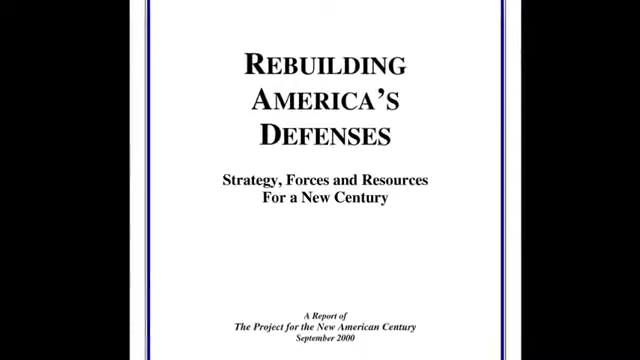 REBUILDING
AMERICA'S
DEFENSES
Strategy, Forces and Resources
For a New Century
A Report of
The Project for the New American Century
September 2000